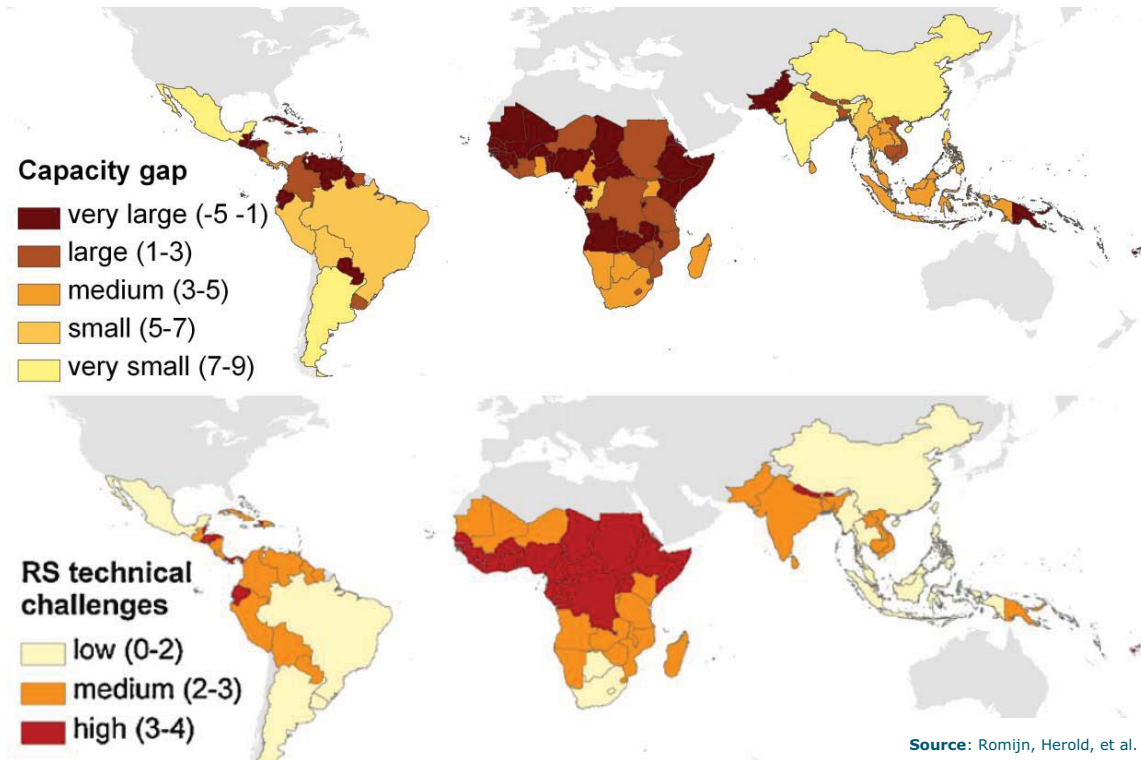 Capacity gap
very large (-5 -1)
large (1-3)
medium (3-5)
small (5-7)
very small (7-9)
RS technical
challenges
low (0-2)
medium (2-3)
high (3-4)
Source: Romijn, Herold, et al.